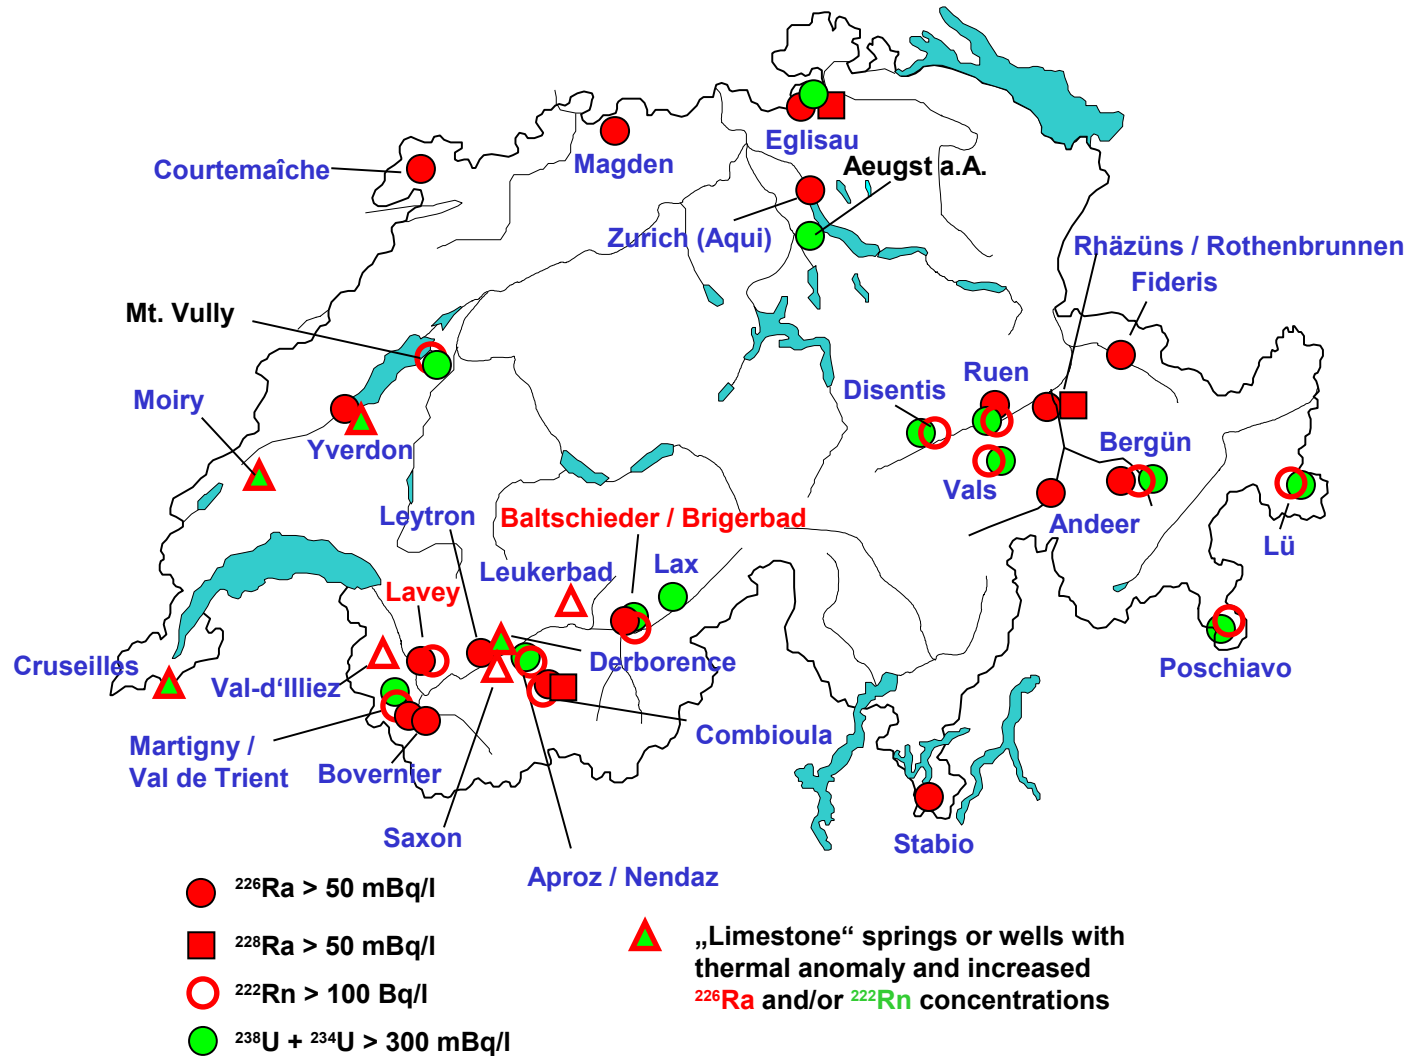 Eglisau
Magden
Courtemaîche
Aeugst a.A.
Zurich (Aqui)
Rhäzüns / Rothenbrunnen
Fideris
Mt. Vully
Ruen
Disentis
Moiry
Yverdon
Bergün
Vals
Andeer
Lü
Leytron
Baltschieder / Brigerbad
Leukerbad
Lax
Lavey
Cruseilles
Val-d‘Illiez
Derborence
Poschiavo
Martigny /
Val de Trient
Bovernier
Combioula
Saxon
Stabio
Aproz / Nendaz
²²⁶Ra > 50 mBq/l
²²⁸Ra > 50 mBq/l
²²²Rn > 100 Bq/l
²³⁸U + ²³⁴U > 300 mBq/l
„Limestone“ springs or wells with
thermal anomaly and increased
²²⁶Ra and/or ²²²Rn concentrations